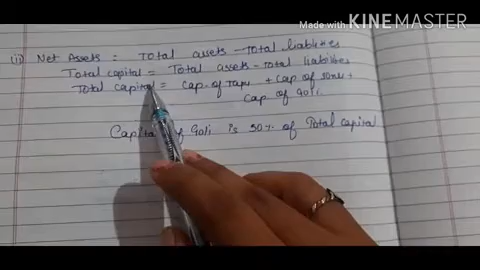 Made with KINEMASTER
(ii) Net Assets = Total assets - Total liabilities
Total capital = Total assets - Total liabilites
Total capital = Cap. of Tapu + Cap of Sonu +
Cap of Goli.
Capital of Goli is 50% of Total capital